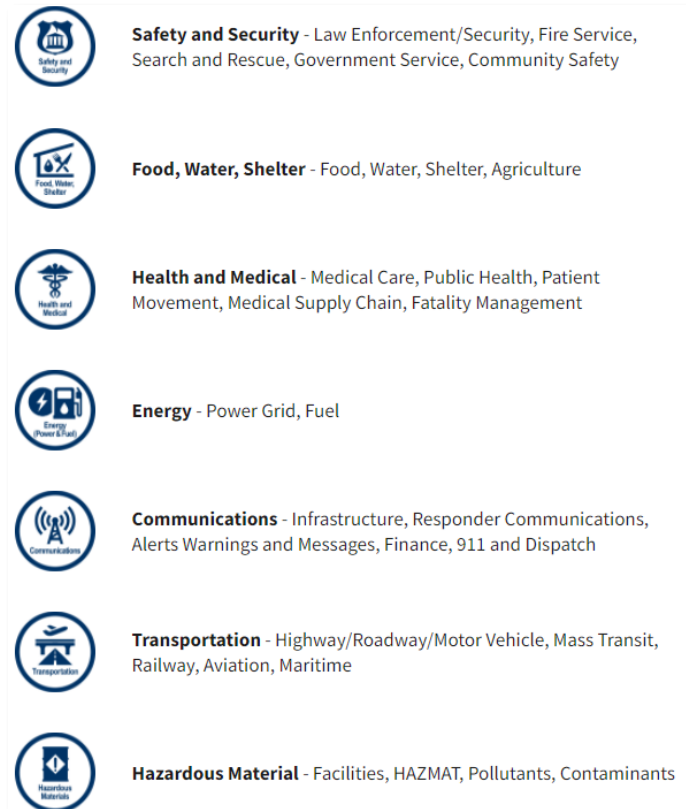 Safety and
Security
Safety and Security - Law Enforcement/Security, Fire Service,
Search and Rescue, Government Service, Community Safety
Food, Water,
Shelter
Food, Water, Shelter - Food, Water, Shelter, Agriculture
Health and
Medical
Health and Medical - Medical Care, Public Health, Patient
Movement, Medical Supply Chain, Fatality Management
Energy
(Power & Fuel)
Energy - Power Grid, Fuel
Communications
Communications - Infrastructure, Responder Communications,
Alerts Warnings and Messages, Finance, 911 and Dispatch
Transportation
Transportation - Highway/Roadway/Motor Vehicle, Mass Transit,
Railway, Aviation, Maritime
Hazardous
Materials
Hazardous Material - Facilities, HAZMAT, Pollutants, Contaminants